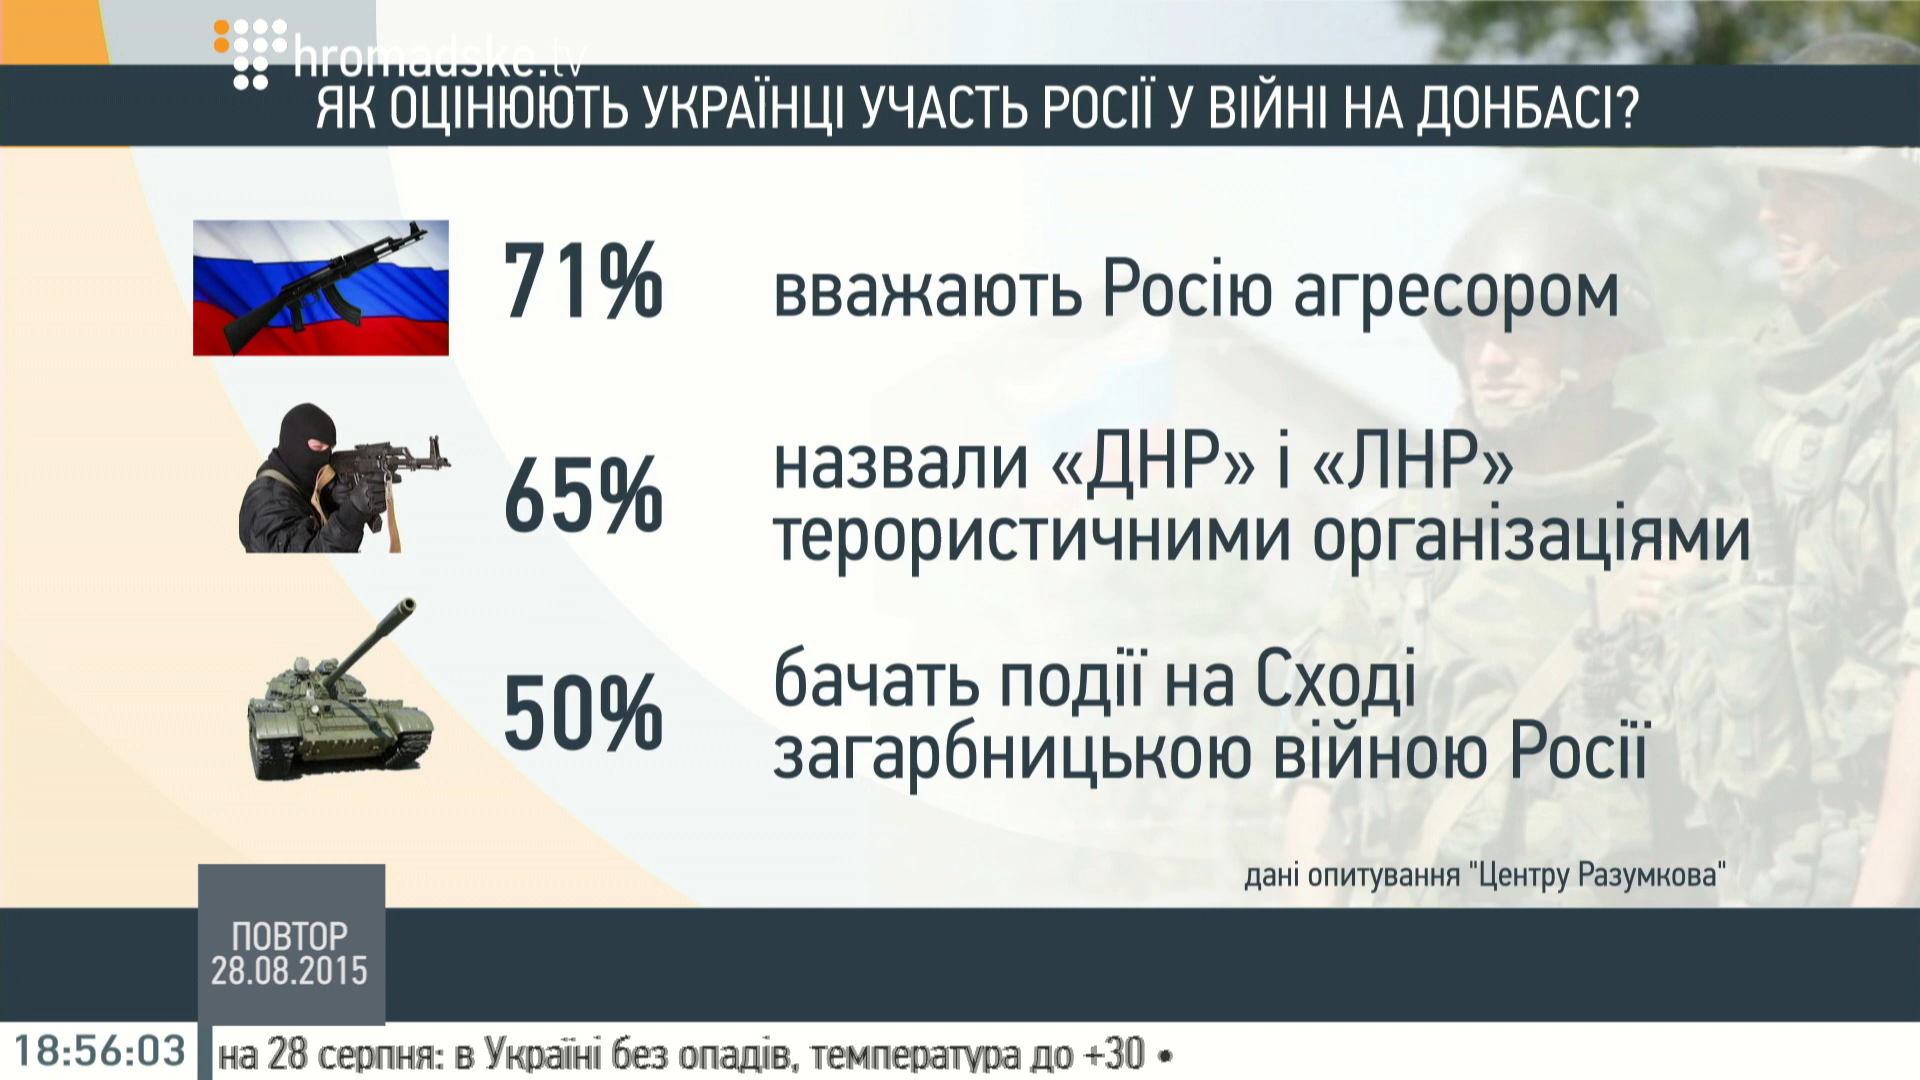 hromadske.tv
ЯК ОЦІНЮЮТЬ УКРАЇНЦІ УЧАСТЬ РОСІЇ У ВІЙНІ НА ДОНБАСІ?
71% вважають Росію агресором
65% назвали «ДНР» і «ЛНР»
терористичними організаціями
50% бачать події на Сході
загарбницькою війною Росії
дані опитування "Центру Разумкова"
ПОВТОР
28.08.2015
18:56:03 на 28 серпня: в Україні без опадів, температура до +30 •